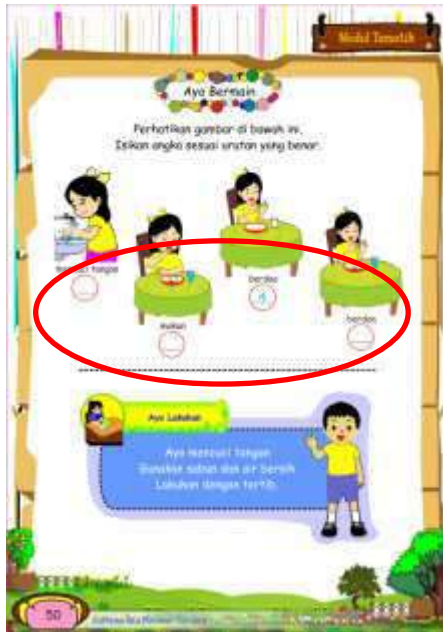 Modul Tematik
Ayo Bermain
Perhatikan gambar di bawah ini.
Isikan angka sesuai urutan yang benar.
mencuci tangan
makan
berdoa
berdoa
Ayo Lakukan
Ayo mencuci tangan
Gunakan sabun dan air bersih
Lakukan dengan tertib.
50